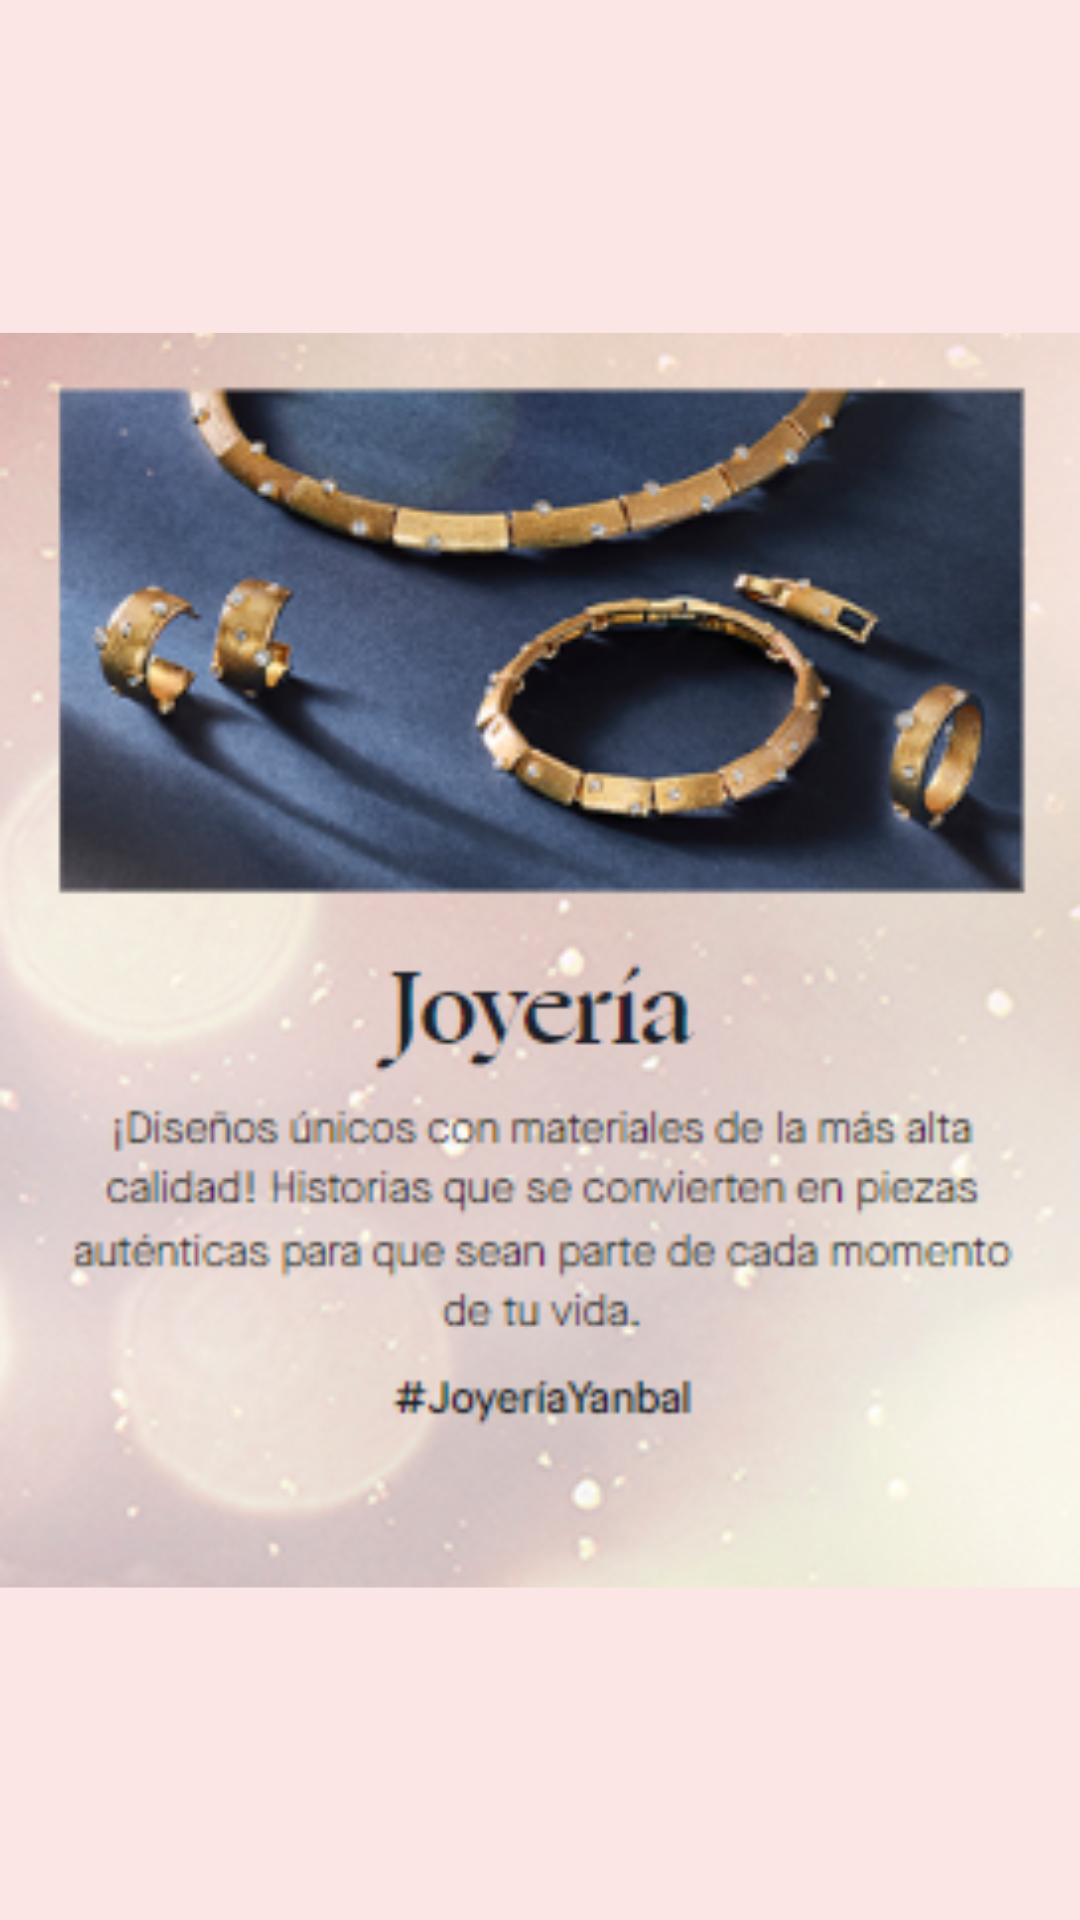 Joyería
¡Diseños únicos con materiales de la más alta
calidad! Historias que se convierten en piezas
auténticas para que sean parte de cada momento
de tu vida.
#JoyeríaYanbal